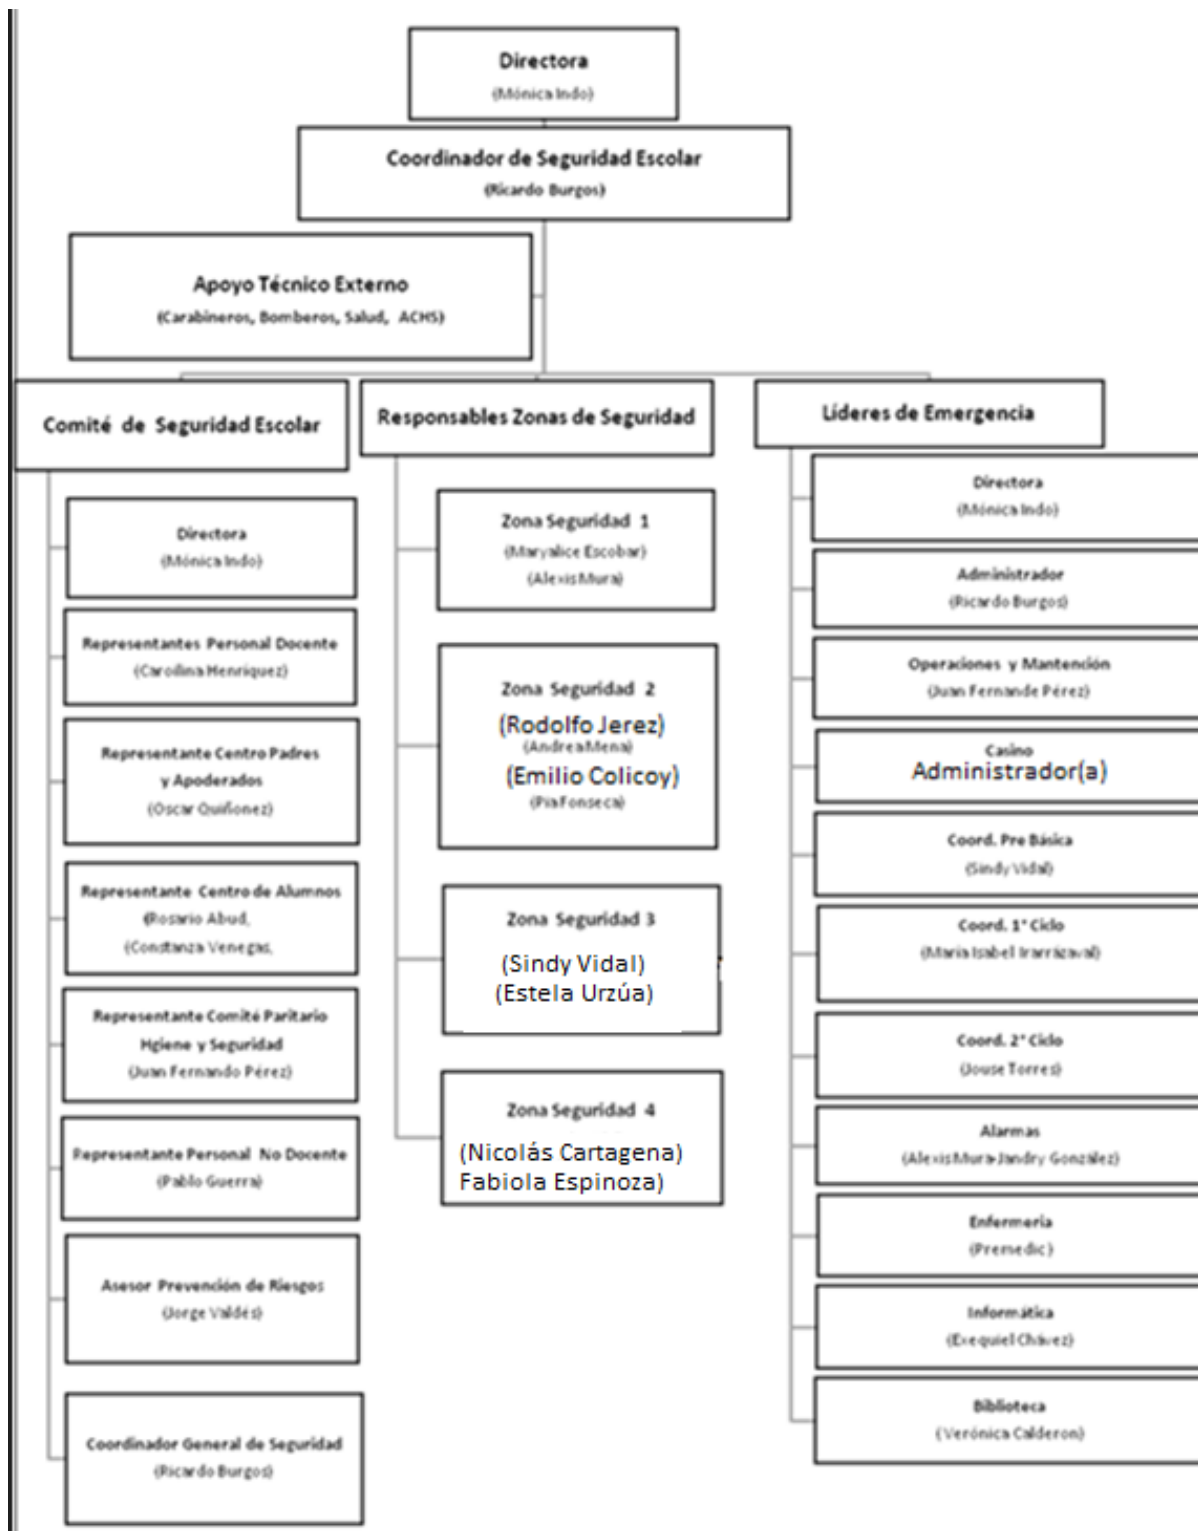 Directora
(Mónica Indo)
Coordinador de Seguridad Escolar
(Ricardo Burgos)
Apoyo Técnico Externo
(Carabineros, Bomberos, Salud, ACHS)
Comité de Seguridad Escolar
Directora
(Mónica Indo)
Representantes Personal Docente
(Caroilina Henríquez)
Representante Centro Padres
y Apoderados
(Oscar Quiñonez)
Representante Centro de Alumnos
(Rosario Abud,
(Constanza Venegas,
Representante Comité Paritario
Hgiene y Seguridad
(Juan Fernando Pérez)
Representante Personal No Docente
(Pablo Guerra)
Asesor Prevención de Riesgos
(Jorge Valdés)
Coordinador General de Seguridad
(Ricardo Burgos)
Responsables Zonas de Seguridad
Zona Seguridad 1
(Maryalice Escobar)
(Alexis Mura)
Zona Seguridad 2
(Rodolfo Jerez)
(Andrea Mena)
(Emilio Colicoy)
(Pia Fonseca)
Zona Seguridad 3
(Sindy Vidal)
(Estela Urzúa)
Zona Seguridad 4
(Nicolás Cartagena)
Fabiola Espinoza)
Líderes de Emergencia
Directora
(Mónica Indo)
Administrador
(Ricardo Burgos)
Operaciones y Mantención
(Juan Fernande Pérez)
Casino
Administrador(a)
Coord. Pre Básica
(Sindy Vidal)
Coord. 1° Ciclo
(Maria Isabel Irarrázaval)
Coord. 2° Ciclo
(Jouse Torres)
Alarmas
(Alexis Mura-Jandry González)
Enfermería
(Premedic)
Informática
(Exequiel Chávez)
Biblioteca
(Verónica Calderon)